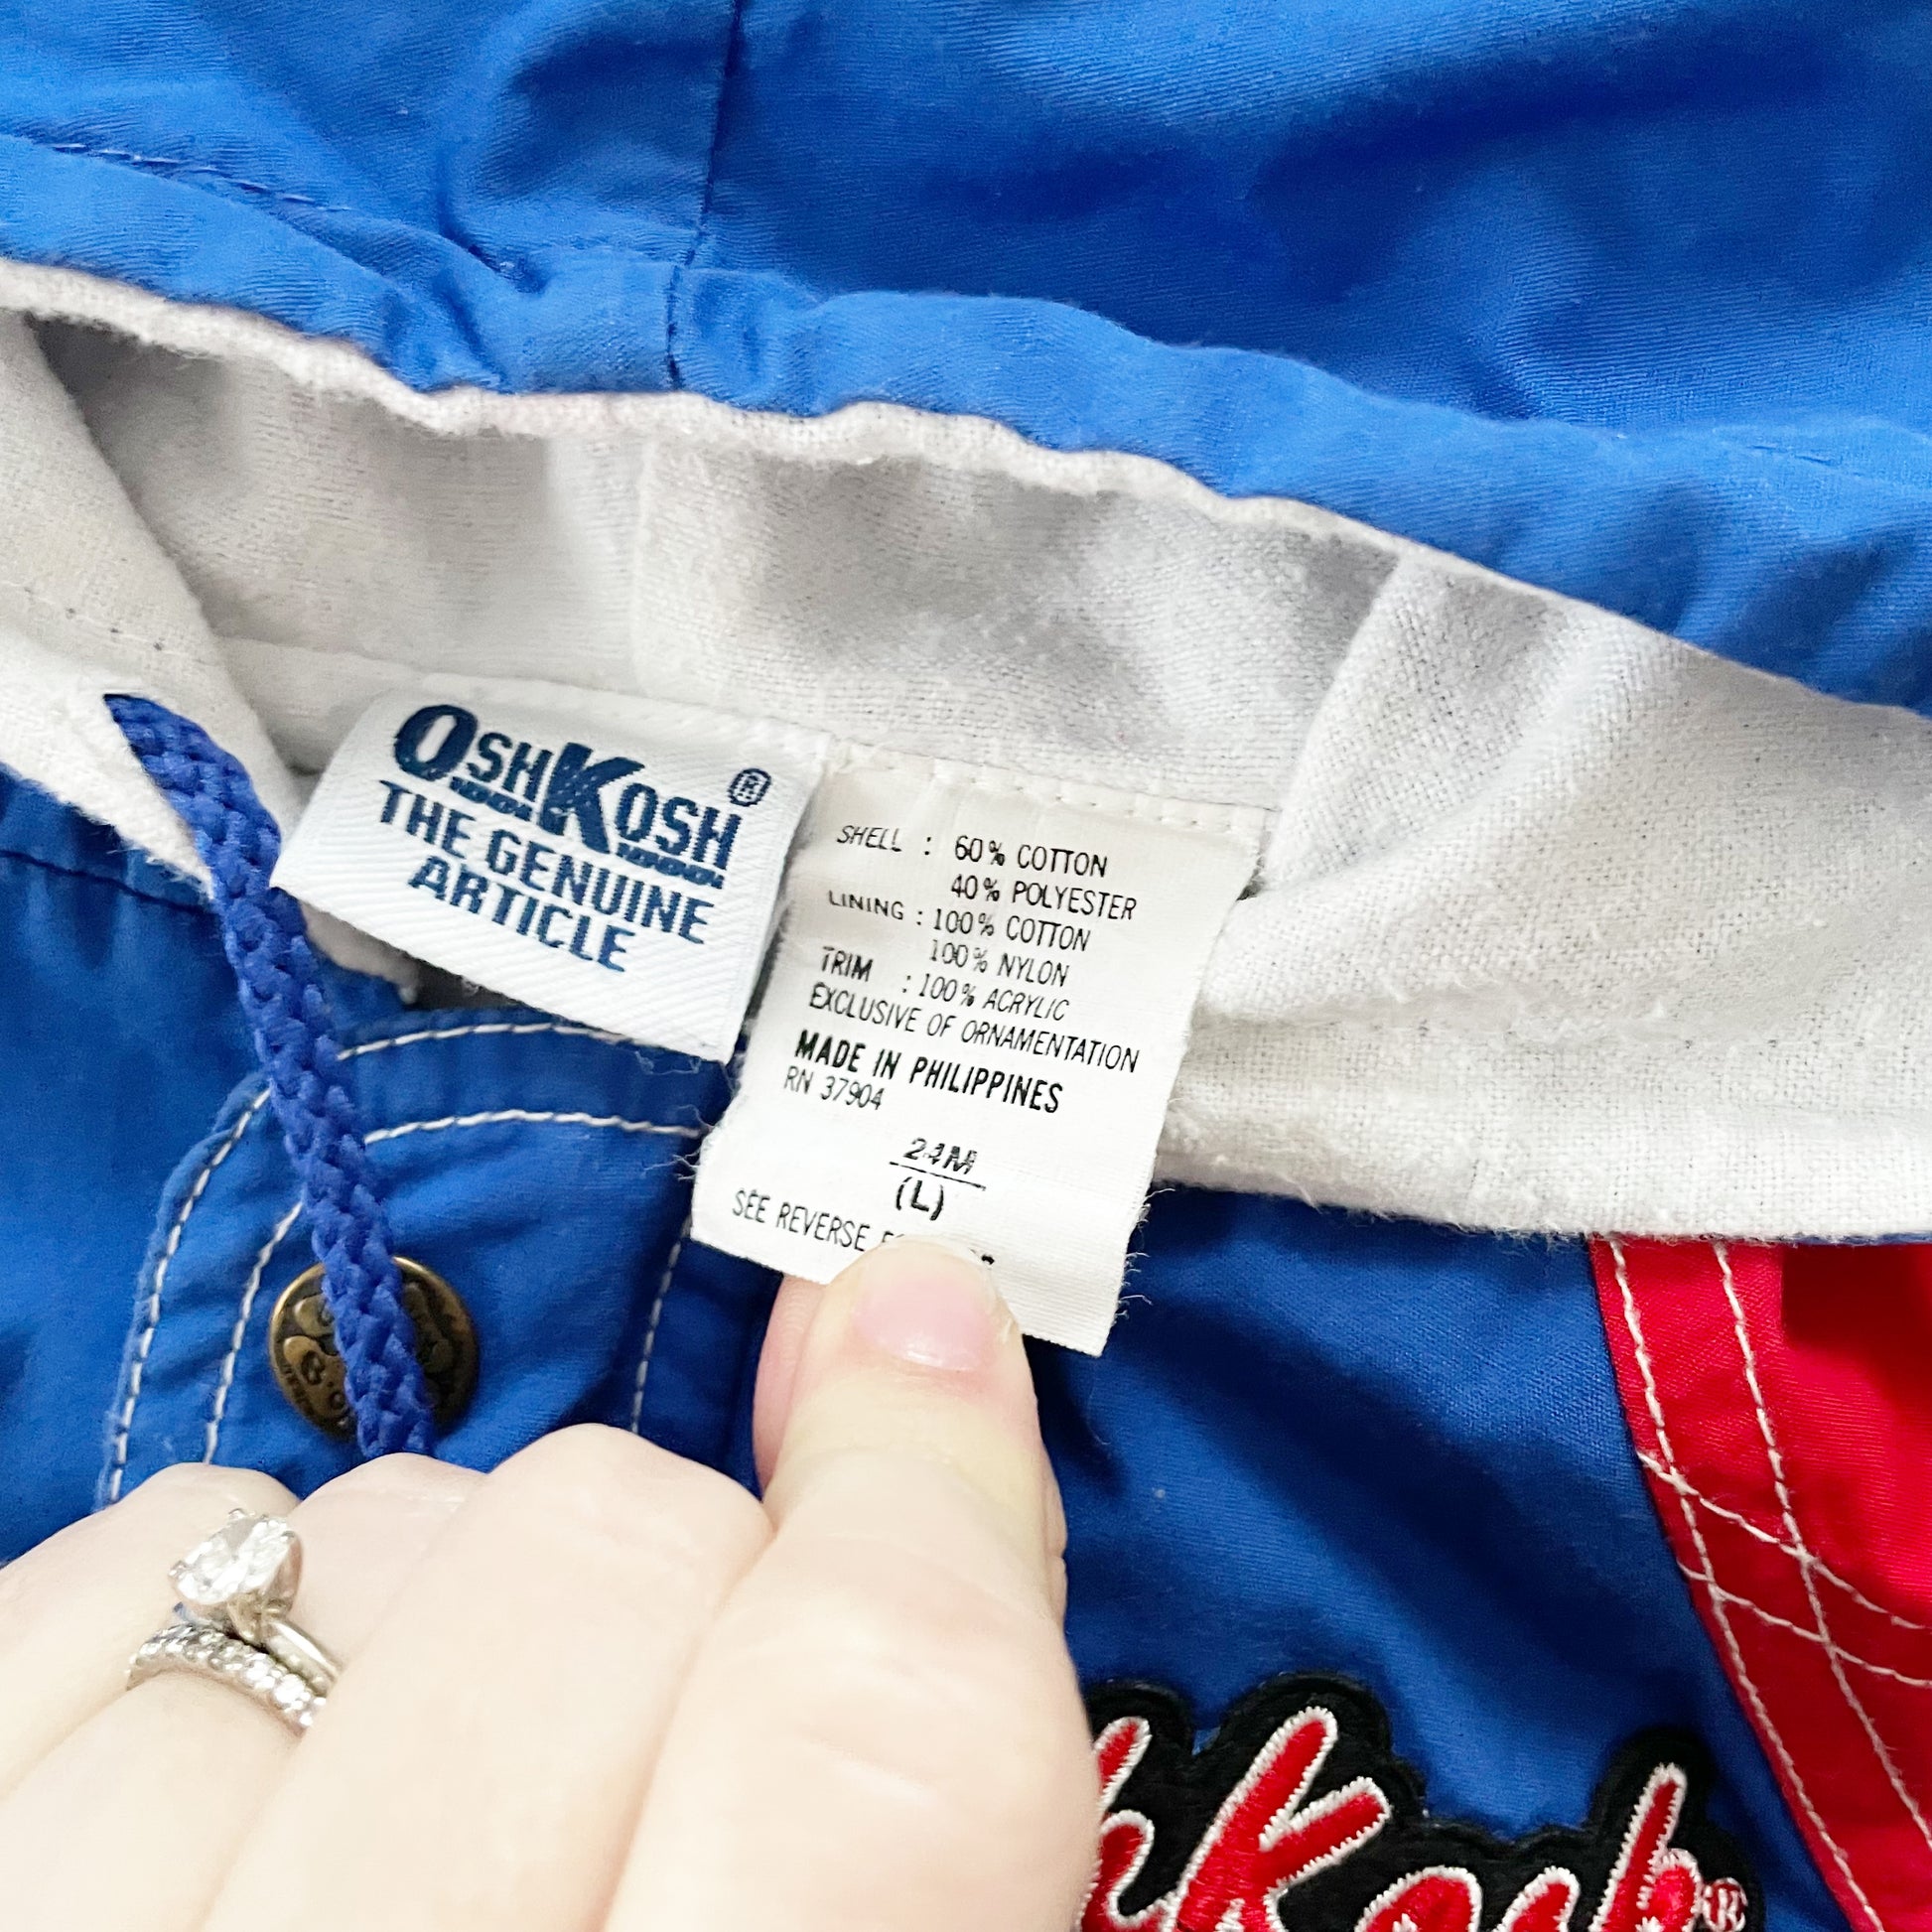 OSHKOSH®
THE GENUINE
ARTICLE
SHELL : 60% COTTON
40% POLYESTER
LINING : 100% COTTON
100% NYLON
TRIM : 100% ACRYLIC
EXCLUSIVE OF ORNAMENTATION
MADE IN PHILIPPINES
RN 37904
24M
(L)
SEE REVERSE
hKosh®